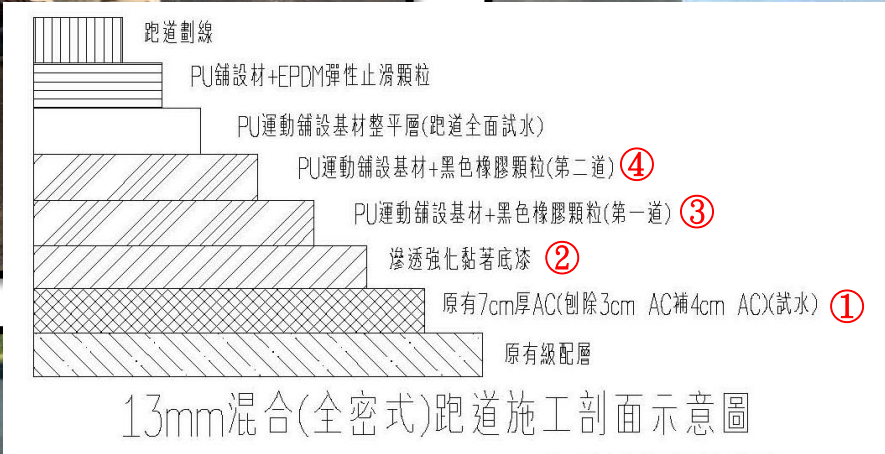 跑道劃線
PU舖設材+EPDM彈性止滑顆粒
PU運動舖設基材整平層(跑道全面試水)
PU運動舖設基材+黑色橡膠顆粒(第二道) ④
PU運動舖設基材+黑色橡膠顆粒(第一道) ③
滲透強化黏著底漆 ②
原有7cm厚AC(刨除3cm AC補4cm AC)(試水) ①
原有級配層
13mm混合(全密式)跑道施工剖面示意圖